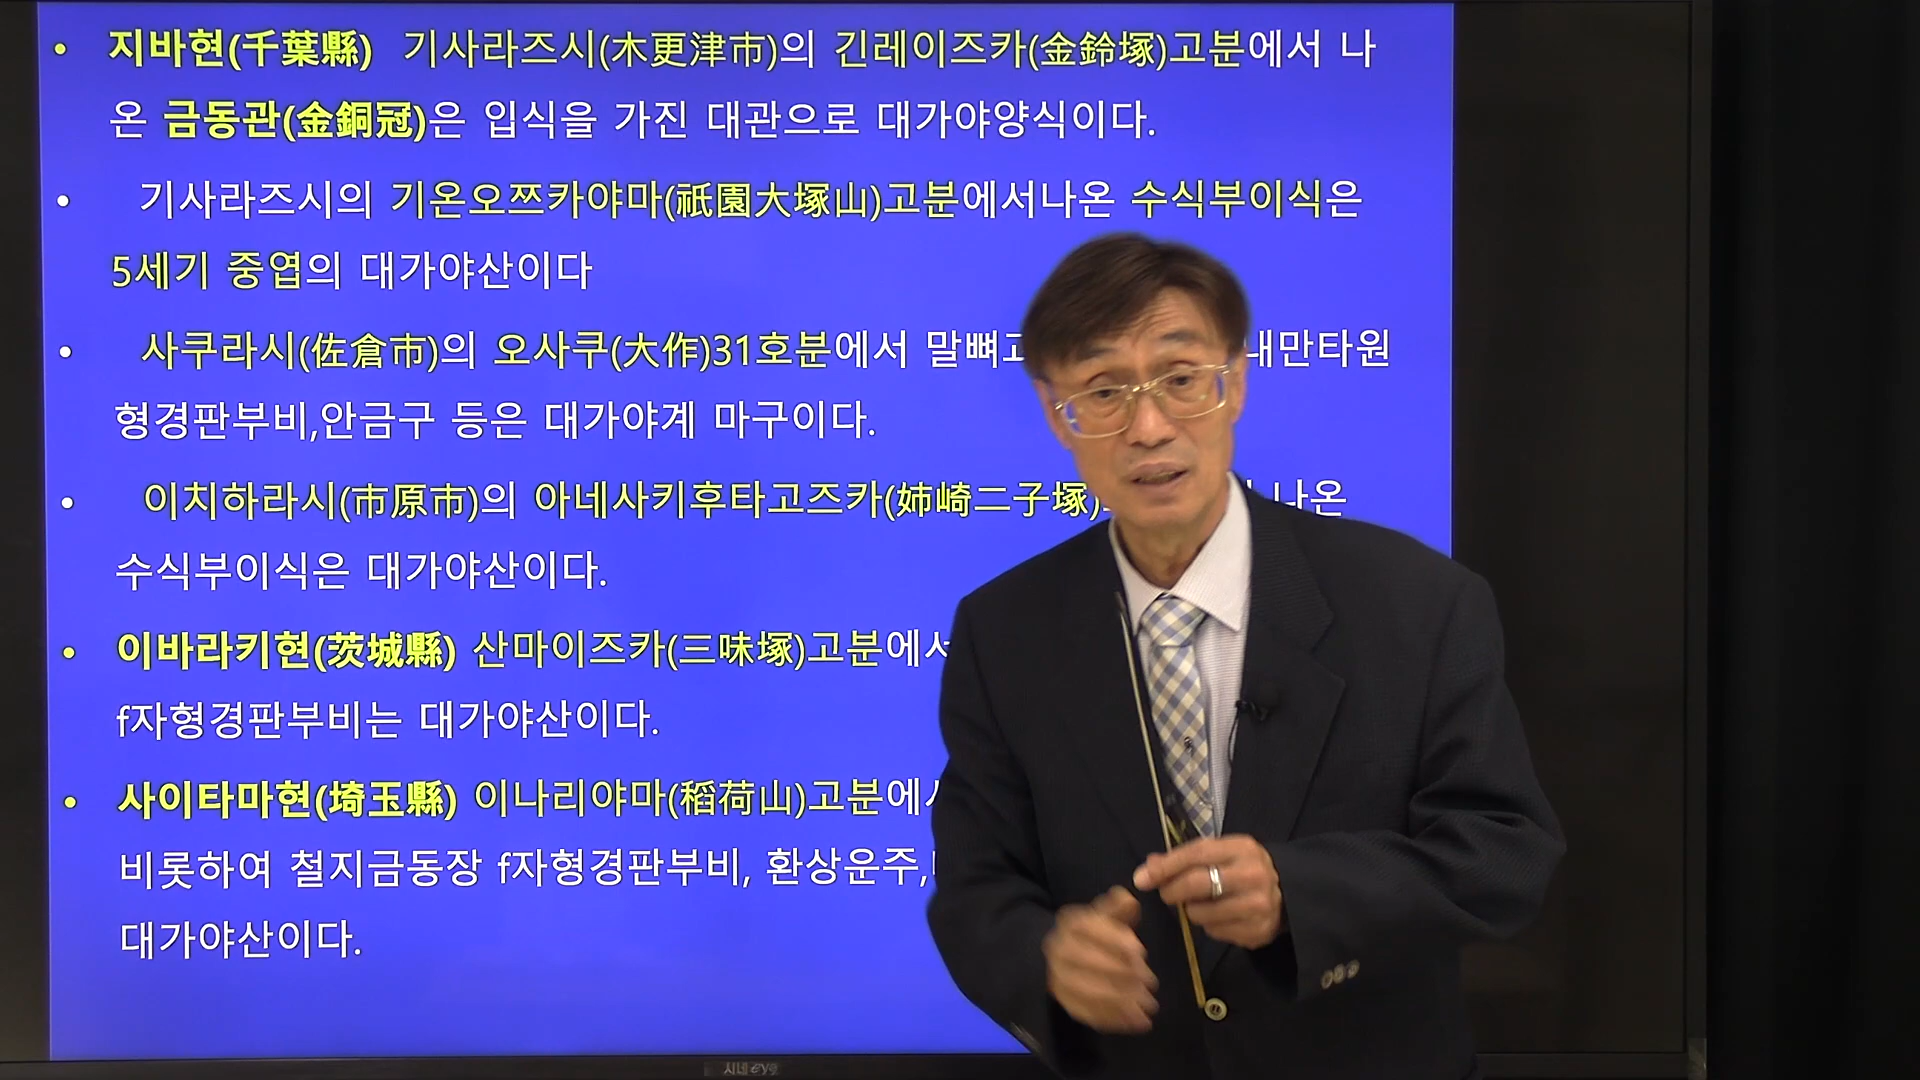 • 지바현(千葉縣) 기사라즈시(木更津市)의 긴레이즈카(金鈴塚)고분에서 나
온 금동관(金銅冠)은 입식을 가진 대관으로 대가야양식이다.
• 기사라즈시의 기온오쯔카야마(祇園大塚山)고분에서나온 수식부이식은
5세기 중엽의 대가야산이다
• 사쿠라시(佐倉市)의 오사쿠(大作)31호분에서 말뼈 내만타원
형경판부비,안금구 등은 대가야계 마구이다.
• 이치하라시(市原市)의 아네사키후타고즈카(姉崎二子塚) 나온
수식부이식은 대가야산이다.
• 이바라키현(茨城縣) 산마이즈카(三味塚)고분에서
f자형경판부비는 대가야산이다.
• 사이타마현(埼玉縣) 이나리야마(稻荷山)고분에서
비롯하여 철지금동장 f자형경판부비, 환상운주,
대가야산이다.
시네eye